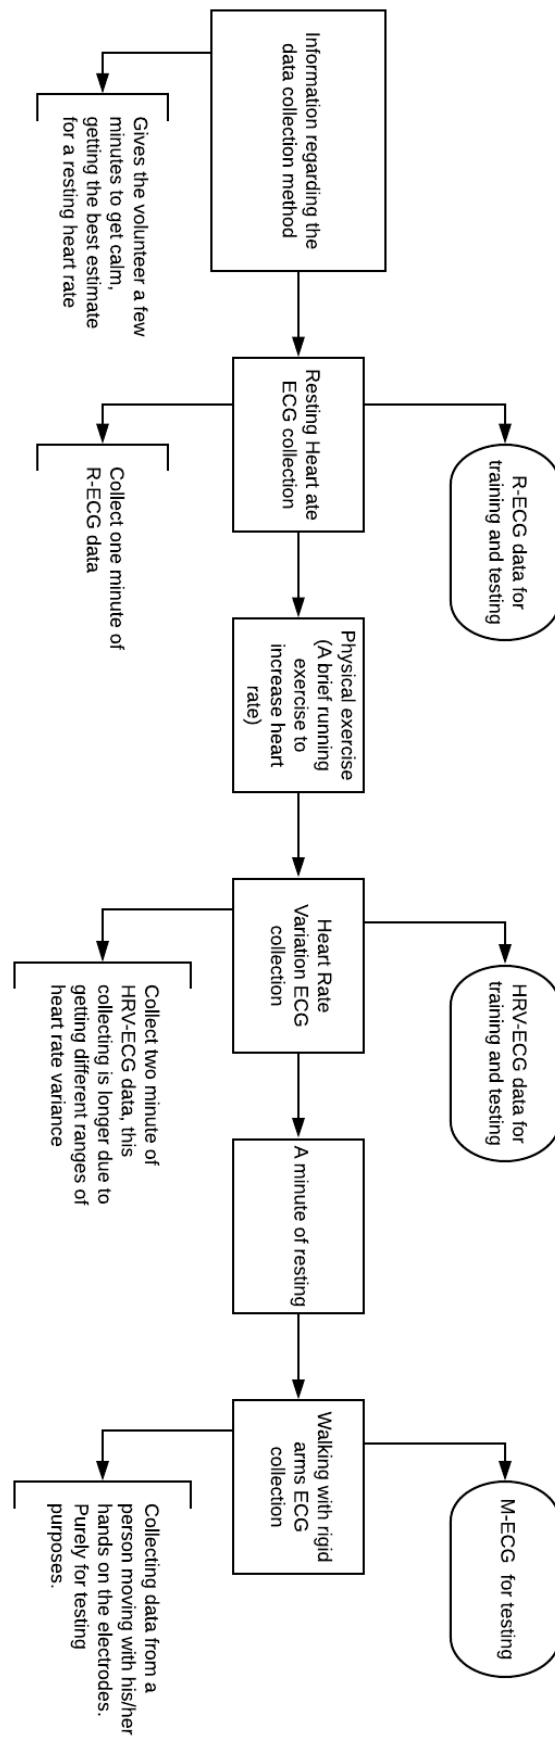 Information regarding the
data collection method
Gives the volunteer a few
minutes to get calm,
getting the best estimate
for a resting heart rate
Resting Heart ate
ECG collection
R-ECG data for
training and testing
Collect one minute of
R-ECG data
Physical exercise
(A brief running
exercise to
increase heart
rate)
Heart Rate
Variation ECG
collection
HRV-ECG data for
training and testing
Collect two minute of
HRV-ECG data, this
collecting is longer due to
getting different ranges of
heart rate variance
A minute of resting
Walking with rigid
arms ECG
collection
M-ECG for testing
Collecting data from a
person moving with his/her
hands on the electrodes.
Purely for testing
purposes.